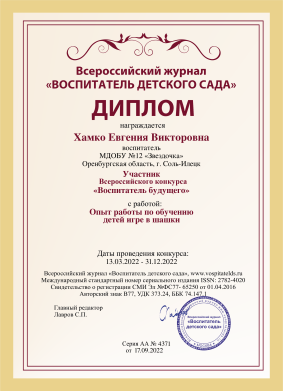 Всероссийский журнал
«ВОСПИТАТЕЛЬ ДЕТСКОГО САДА»
ДИПЛОМ
награждается
Хамко Евгения Викторовна
воспитатель
МДОБУ №12 «Звездочка»
Оренбургская область, г. Соль-Илецк
Участник
Всероссийского конкурса
«Воспитатель будущего»
с работой:
Опыт работы по обучению
детей игре в шашки
Даты проведения конкурса:
13.03.2022 - 31.12.2022
Всероссийский журнал «Воспитатель детского сада», www.vospitatelds.ru
Международный стандартный номер сериального издания ISSN: 2782-4020
Свидетельство о регистрации СМИ Эл №ФС77- 65250 от 01.04.2016
Авторский знак В77, УДК 373.24, ББК 74.147.1
Главный редактор
Лавров С.П.
Всероссийский журнал
«Воспитатель
детского сада»
Серия АА № 4371
от 17.09.2022